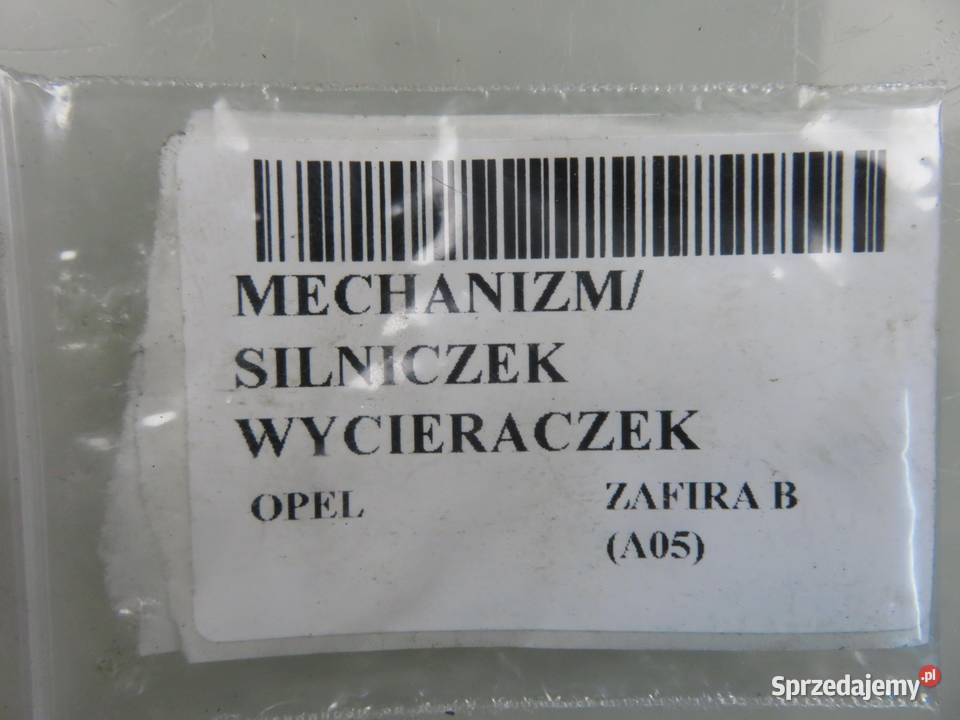 MECHANIZM/
SILNICZEK
WYCIERACZEK
OPEL ZAFIRA B
(A05)
Sprzedajemy.pl